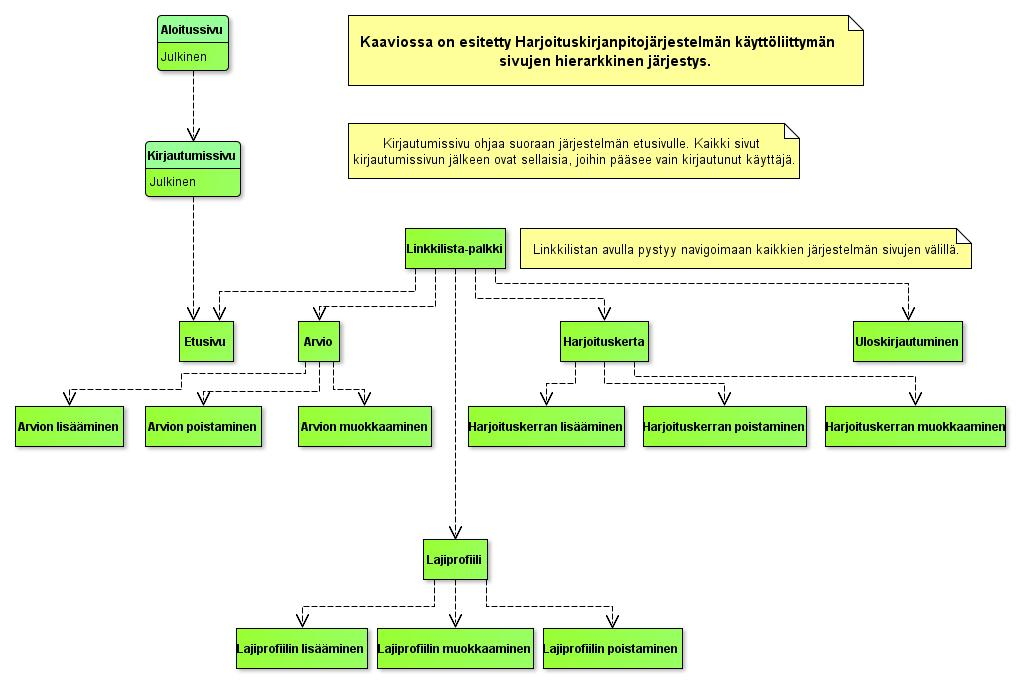 Aloitussivu
Julkinen
Kaaviossa on esitetty Harjoituskirjanpitojärjestelmän käyttöliittymän
sivujen hierarkkinen järjestys.
Kirjautumissivu
Julkinen
Kirjautumissivu ohjaa suoraan järjestelmän etusivulle. Kaikki sivut
kirjautumissivun jälkeen ovat sellaisia, joihin pääsee vain kirjautunut käyttäjä.
Linkkilista-palkki
Linkkilistan avulla pystyy navigoimaan kaikkien järjestelmän sivujen välillä.
Etusivu
Arvio
Harjoituskerta
Uloskirjautuminen
Arvion lisääminen
Arvion poistaminen
Arvion muokkaaminen
Harjoituskerran lisääminen
Harjoituskerran poistaminen
Harjoituskerran muokkaaminen
Lajiprofiili
Lajiprofiilin lisääminen
Lajiprofiilin muokkaaminen
Lajiprofiilin poistaminen